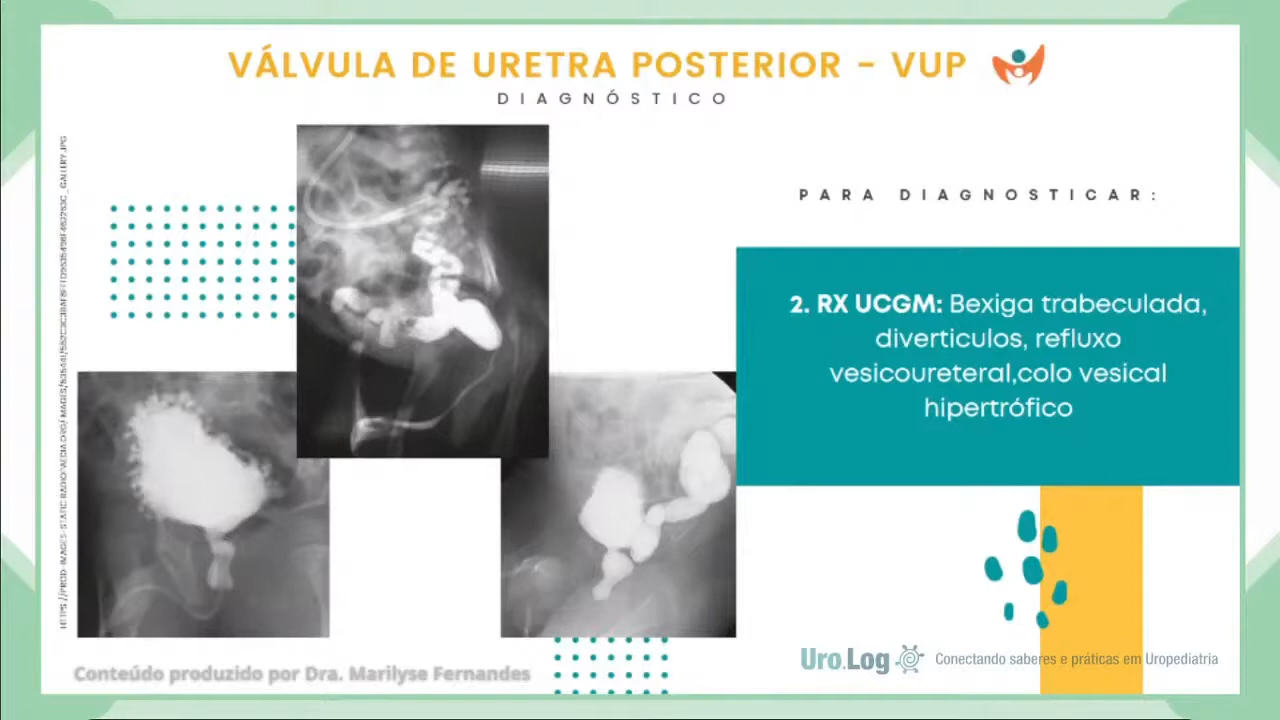 VÁLVULA DE URETRA POSTERIOR - VUP
DIAGNÓSTICO
PARA DIAGNOSTICAR:
2. RX UCGM: Bexiga trabeculada,
diverticulos, refluxo
vesicoureteral,colo vesical
hipertrófico
Uro.Log
Conectando saberes e práticas em Uropediatria
Conteúdo produzido por Dra. Marilyse Fernandes